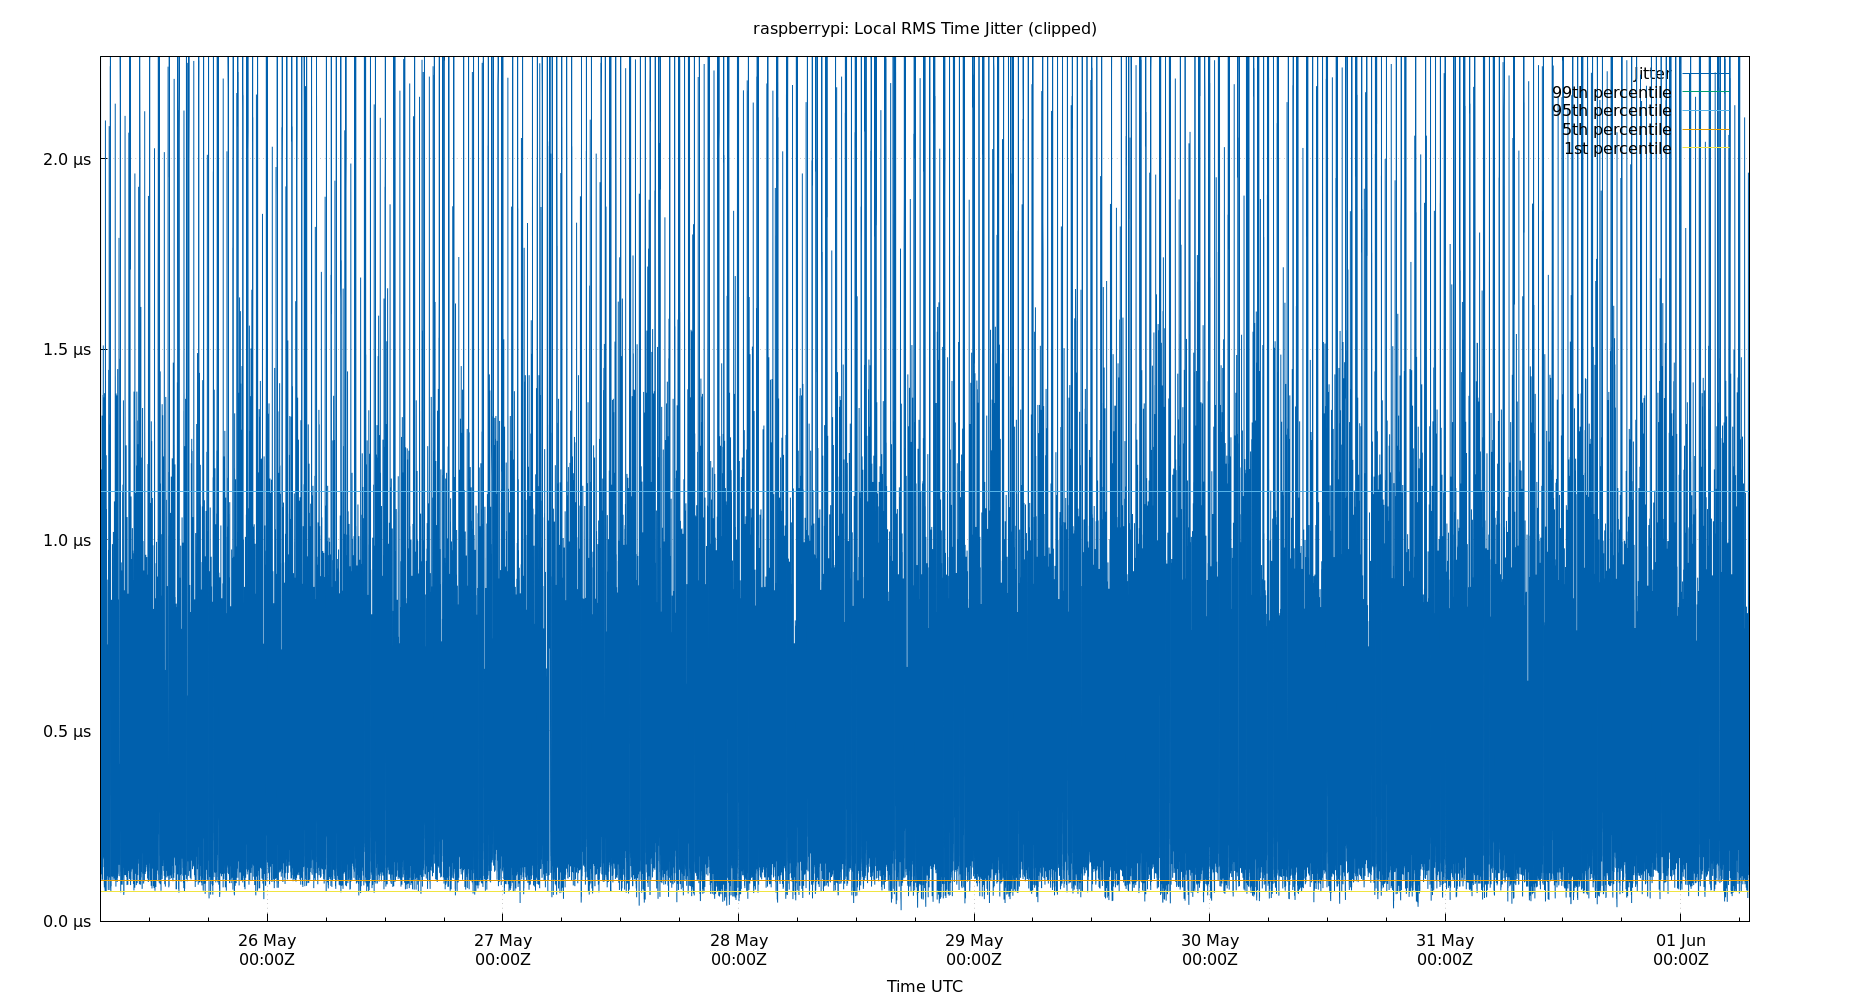 raspberrypi: Local RMS Time Jitter (clipped)
jitter
99th percentile
95th percentile
5th percentile
1st percentile
2.0 µs
1.5 µs
1.0 µs
0.5 µs
0.0 µs
26 May 27 May 28 May 29 May 30 May 31 May 01 Jun
00:00Z 00:00Z 00:00Z 00:00Z 00:00Z 00:00Z 00:00Z
Time UTC